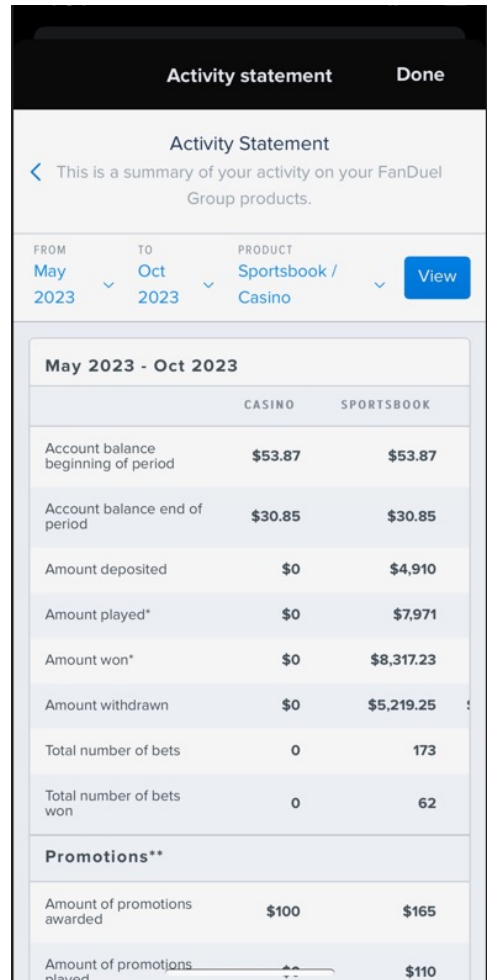 Activity statement Done
Activity Statement
This is a summary of your activity on your FanDuel
Group products.
FROM TO PRODUCT
May Oct Sportsbook / View
2023 2023 Casino
May 2023 - Oct 2023
CASINO SPORTSBOOK
Account balance
beginning of period $53.87 $53.87
Account balance end of
period $30.85 $30.85
Amount deposited $0 $4,910
Amount played* $0 $7,971
Amount won* $0 $8,317.23
Amount withdrawn $0 $5,219.25
Total number of bets 0 173
Total number of bets
won 0 62
Promotions**
Amount of promotions
awarded $100 $165
Amount of promotions
played $110